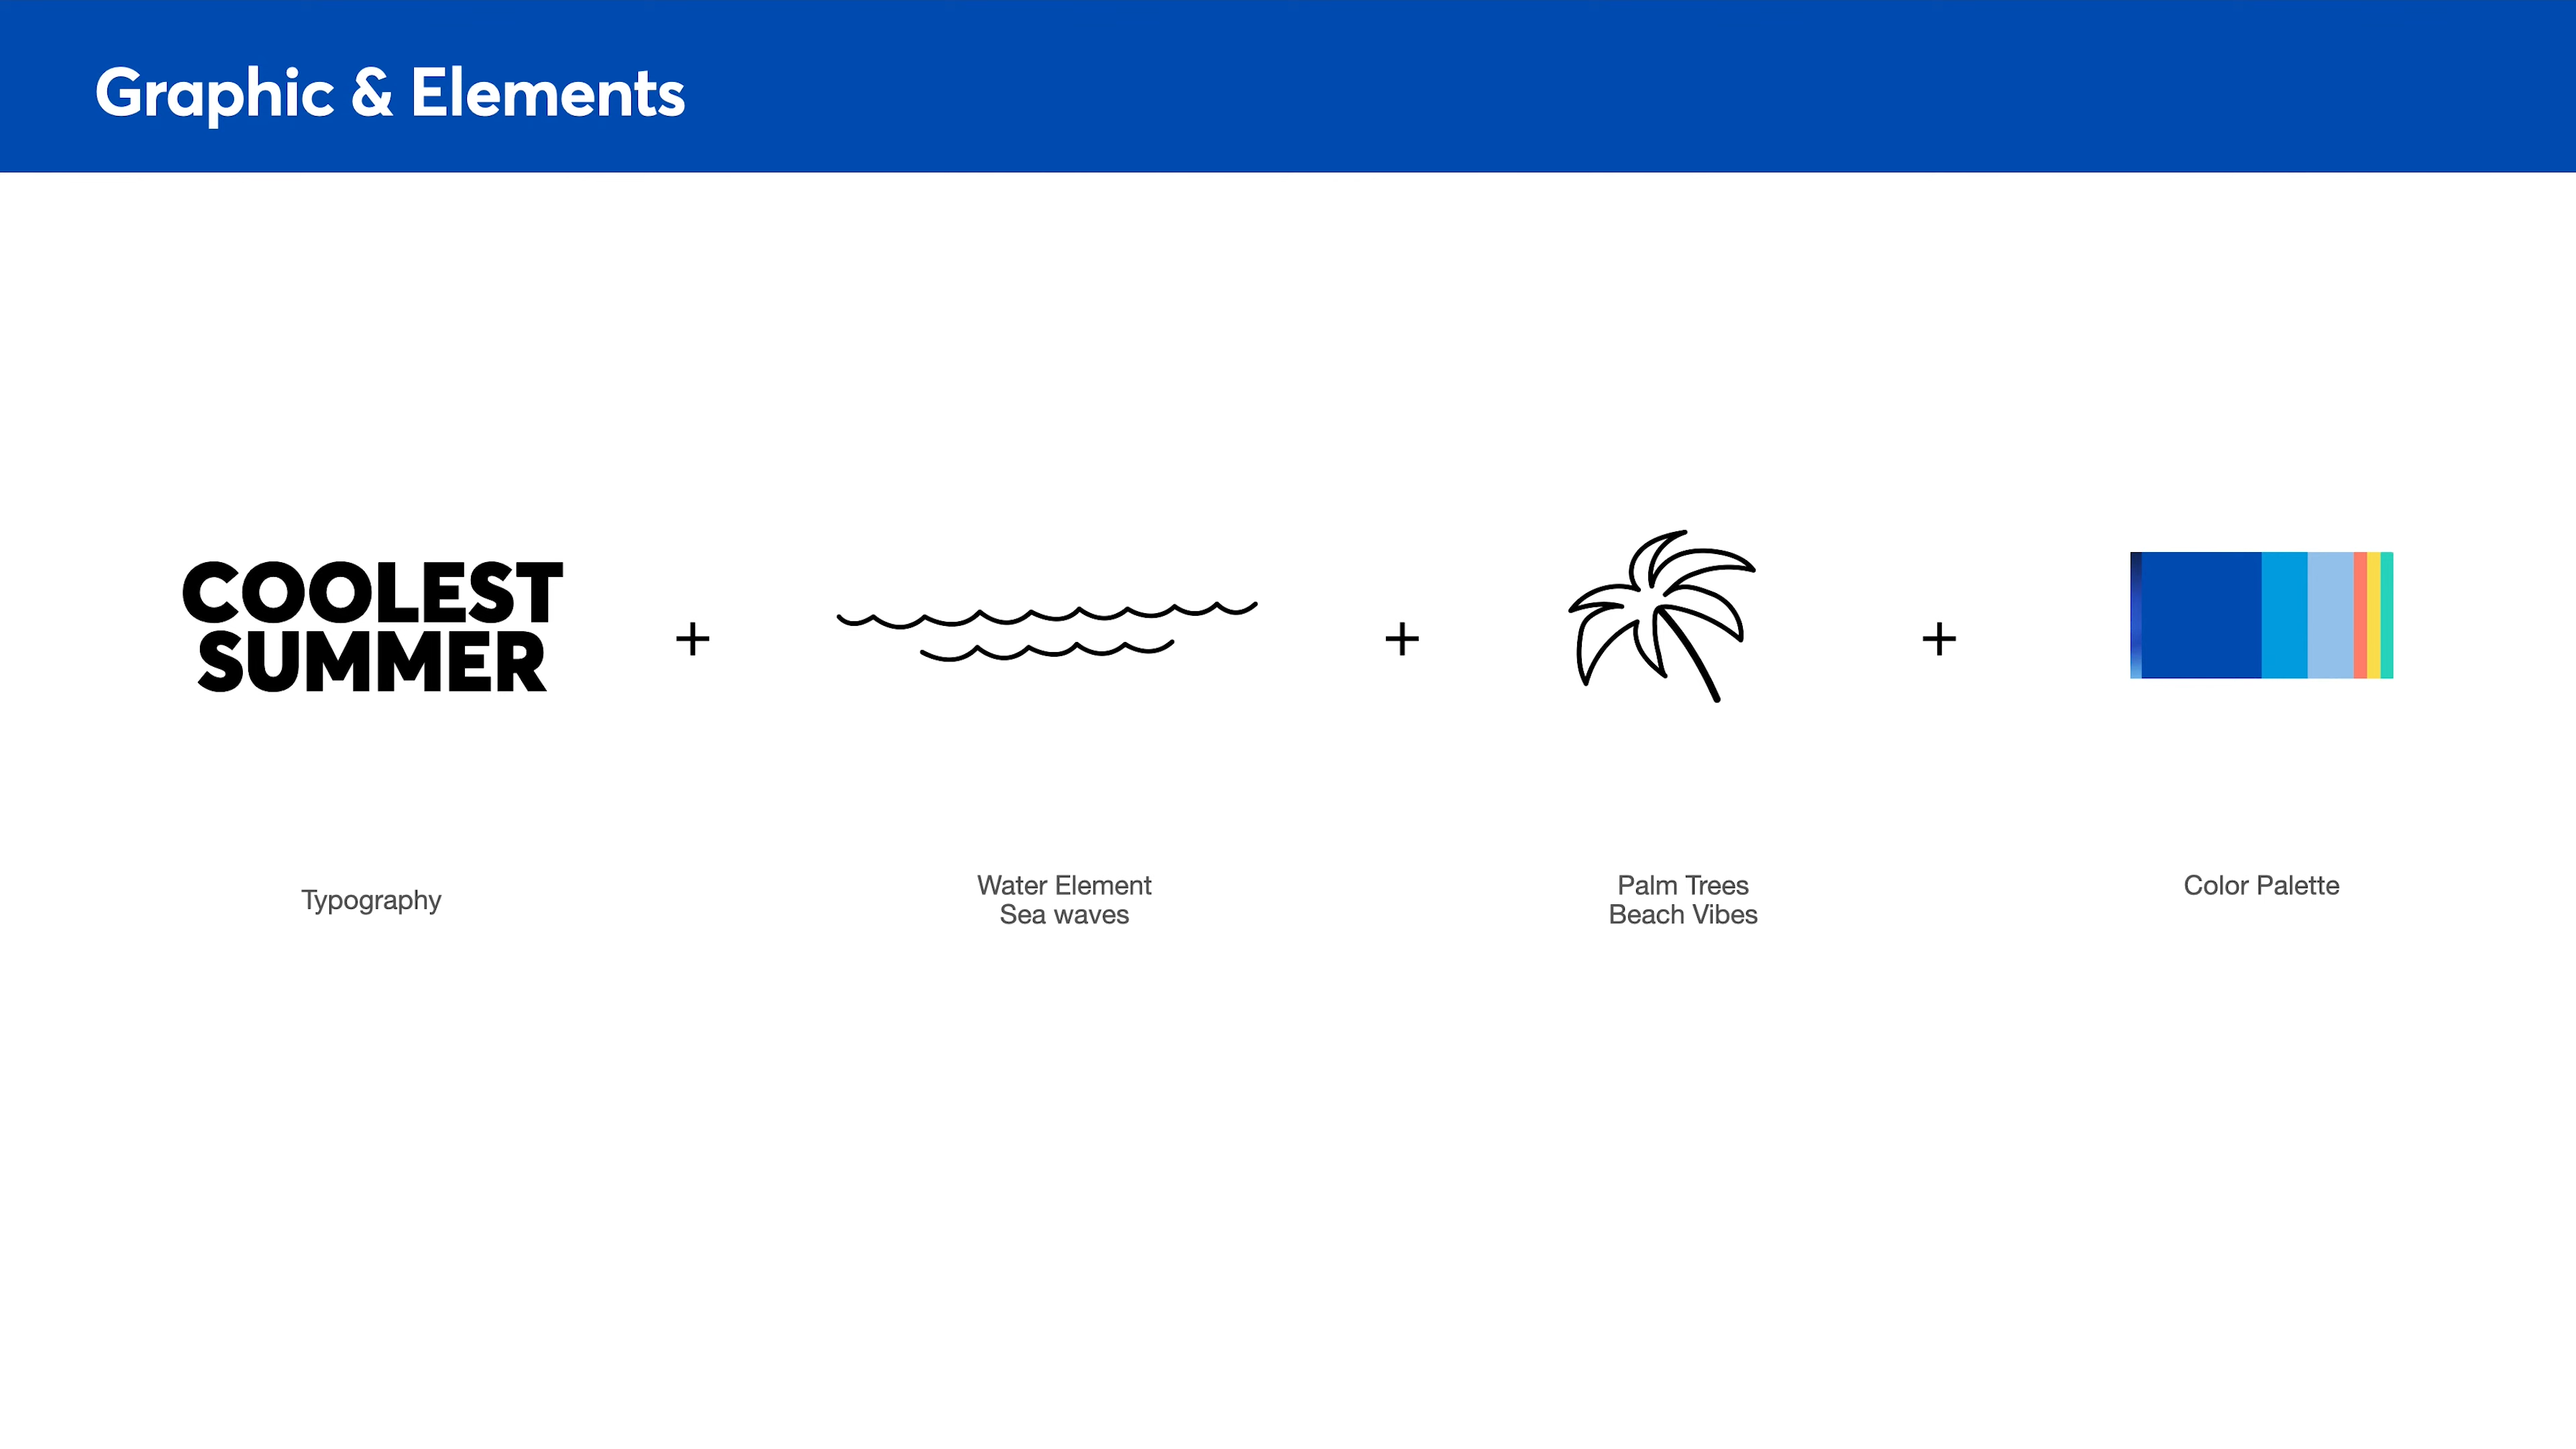 Graphic & Elements
COOLEST
SUMMER
+
+
+
Typography
Water Element
Sea waves
Palm Trees
Beach Vibes
Color Palette